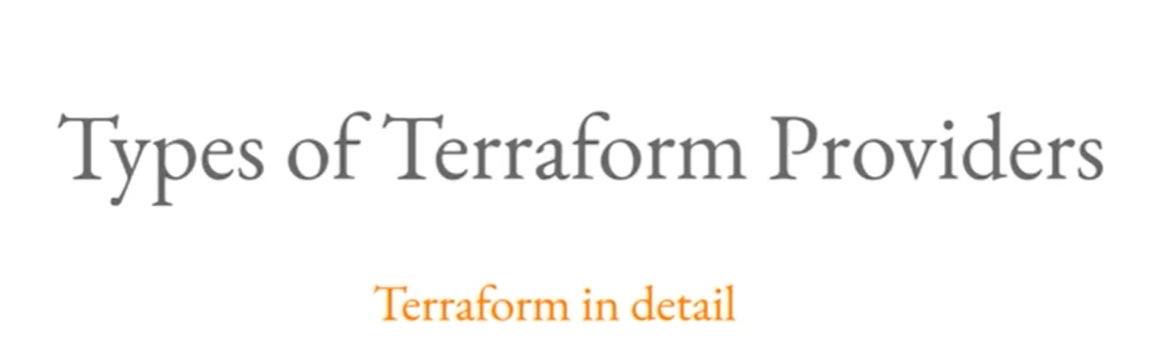 Types of Terraform Providers
Terraform in detail